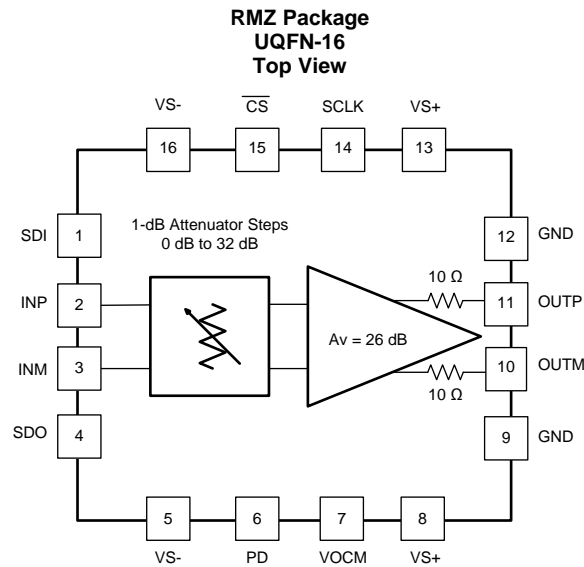 RMZ Package
UQFN-16
Top View
VS- CS SCLK VS+
16 15 14 13
1-dB Attenuator Steps
0 dB to 32 dB
SDI 1
12 GND
INP 2
10 Ω
11 OUTP
Av = 26 dB
INM 3
10 OUTM
10 Ω
SDO 4
9 GND
5 6 7 8
VS- PD VOCM VS+